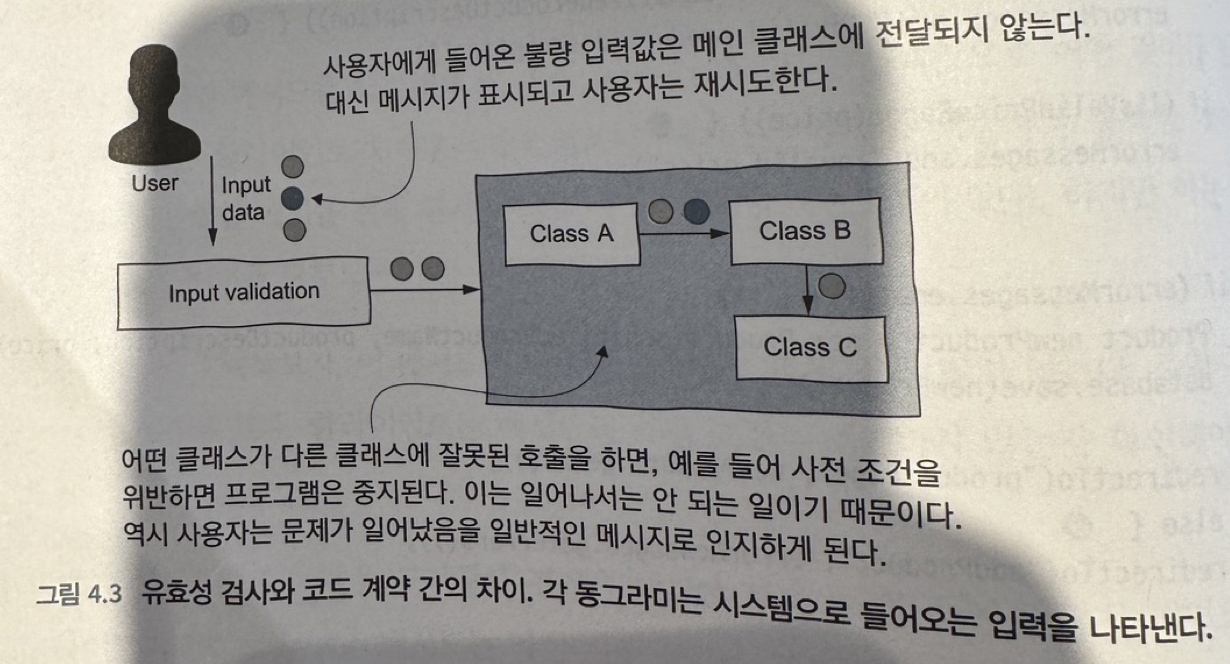 사용자에게 들어온 불량 입력값은 메인 클래스에 전달되지 않는다.
대신 메시지가 표시되고 사용자는 재시도한다.
User
Input
data
Input validation
Class A
Class B
Class C
어떤 클래스가 다른 클래스에 잘못된 호출을 하면, 예를 들어 사전 조건을
위반하면 프로그램은 중지된다. 이는 일어나서는 안 되는 일이기 때문이다.
역시 사용자는 문제가 일어났음을 일반적인 메시지로 인지하게 된다.
그림 4.3 유효성 검사와 코드 계약 간의 차이. 각 동그라미는 시스템으로 들어오는 입력을 나타낸다.